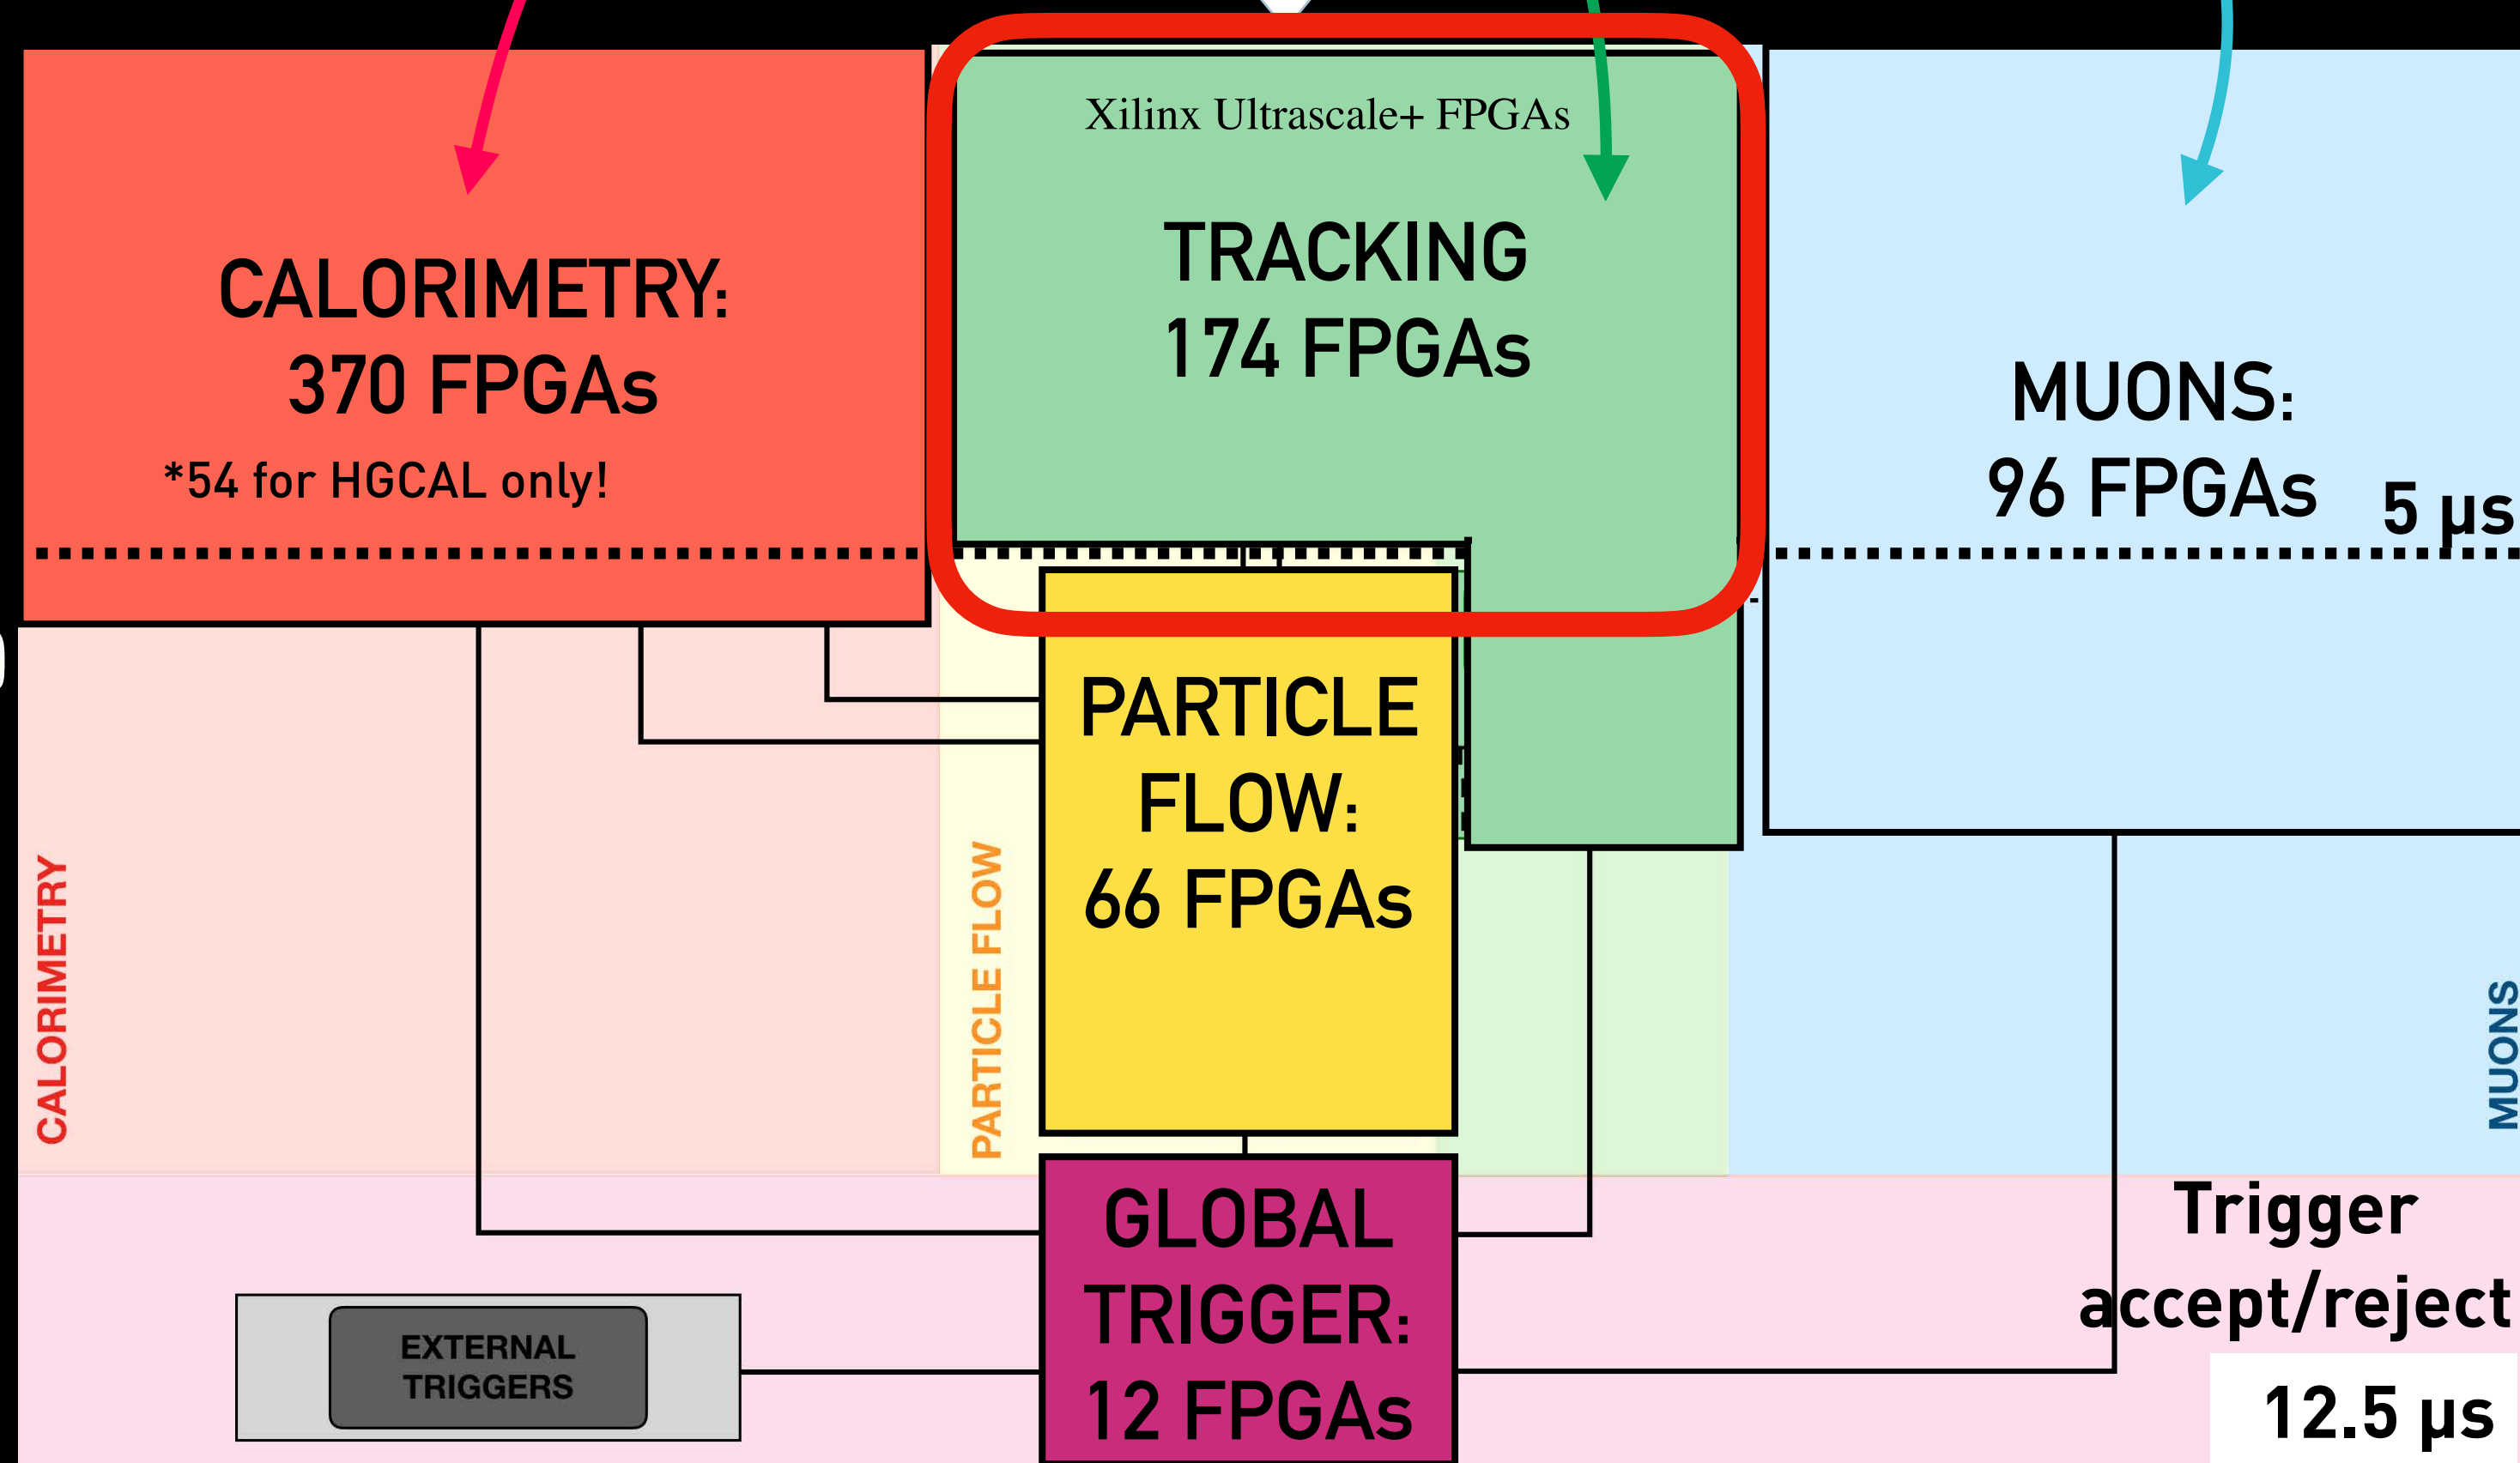 Xilinx Ultrascale+ FPGAs
CALORIMETRY:
370 FPGAs
*54 for HGCAL only!
TRACKING
174 FPGAs
MUONS:
96 FPGAs
5 μs
PARTICLE
FLOW:
66 FPGAs
CALORIMETRY
PARTICLE FLOW
MUONS
GLOBAL
TRIGGER:
12 FPGAs
EXTERNAL
TRIGGERS
Trigger
accept/reject
12.5 μs